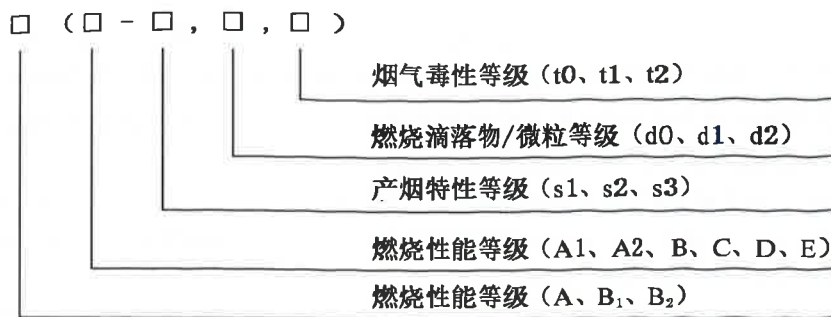 □ (□-□, □, □)
烟气毒性等级（t0、t1、t2）
燃烧滴落物/微粒等级（d0、d1、d2）
产烟特性等级（s1、s2、s3）
燃烧性能等级（A1、A2、B、C、D、E）
燃烧性能等级（A、B₁、B₂）